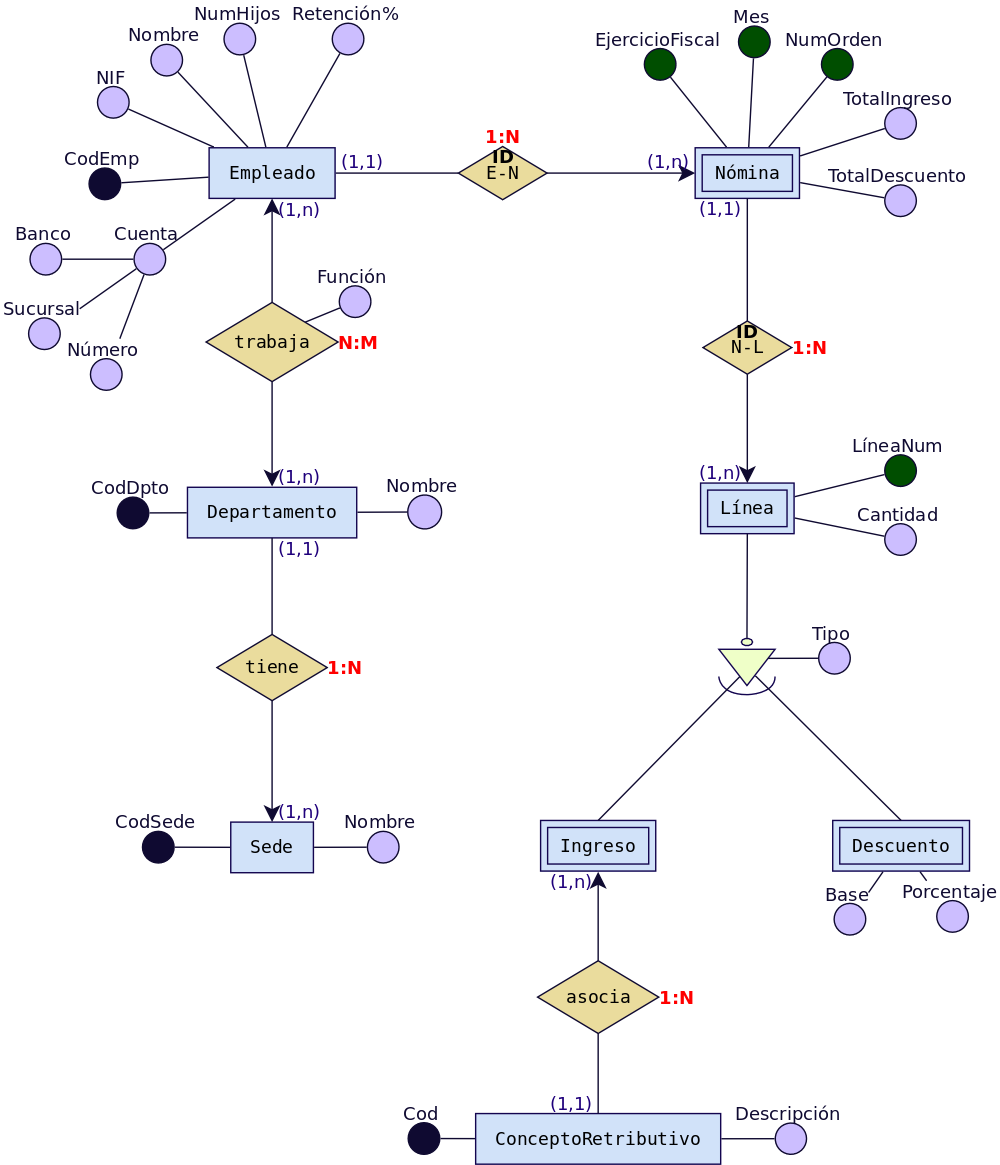 NumHijos
Retención%
Nombre
NIF
CodEmp
Empleado
(1,1)
1:N
ID
E-N
(1,n)
Mes
EjercicioFiscal
NumOrden
TotalIngreso
Nómina
TotalDescuento
(1,1)
(1,n)
Banco
Cuenta
Sucursal
Número
Función
trabaja
N:M
ID
N-L
1:N
(1,n)
CodDpto
Departamento
Nombre
(1,1)
(1,n)
LíneaNum
Línea
Cantidad
tiene
1:N
Tipo
(1,n)
CodSede
Sede
Nombre
Ingreso
Descuento
(1,n)
Base
Porcentaje
asocia
1:N
(1,1)
Cod
ConceptoRetributivo
Descripción